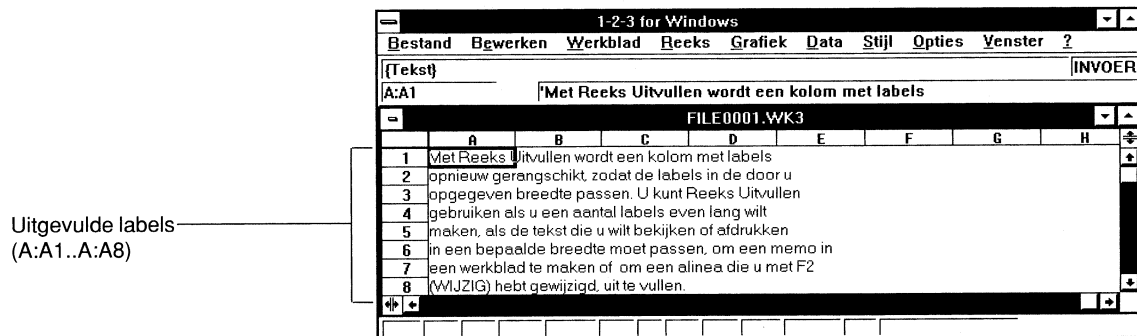 1-2-3 for Windows
Bestand Bewerken Werkblad Reeks Grafiek Data Stijl Opties Venster ?
{Tekst} INVOER
A:A1 'Met Reeks Uitvullen wordt een kolom met labels
FILE0001.WK3
A B C D E F G H
1 Met Reeks Uitvullen wordt een kolom met labels
2 opnieuw gerangschikt, zodat de labels in de door u
3 opgegeven breedte passen. U kunt Reeks Uitvullen
4 gebruiken als u een aantal labels even lang wilt
5 maken, als de tekst die u wilt bekijken of afdrukken
6 in een bepaalde breedte moet passen, om een memo in
7 een werkblad te maken of om een alinea die u met F2
8 (WIJZIG) hebt gewijzigd, uit te vullen.
Uitgevulde labels
(A:A1..A:A8)